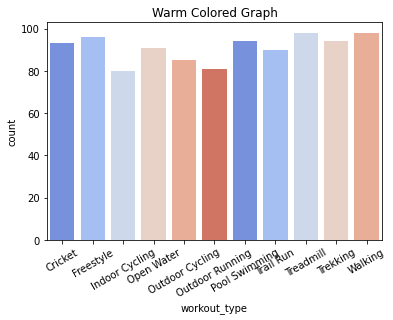 Warm Colored Graph
count
100
80
60
40
20
0
Cricket
Freestyle
Indoor Cycling
Open Water
Outdoor Cycling
Outdoor Running
Pool Swimming
Trail Run
Treadmill
Trekking
Walking
workout_type